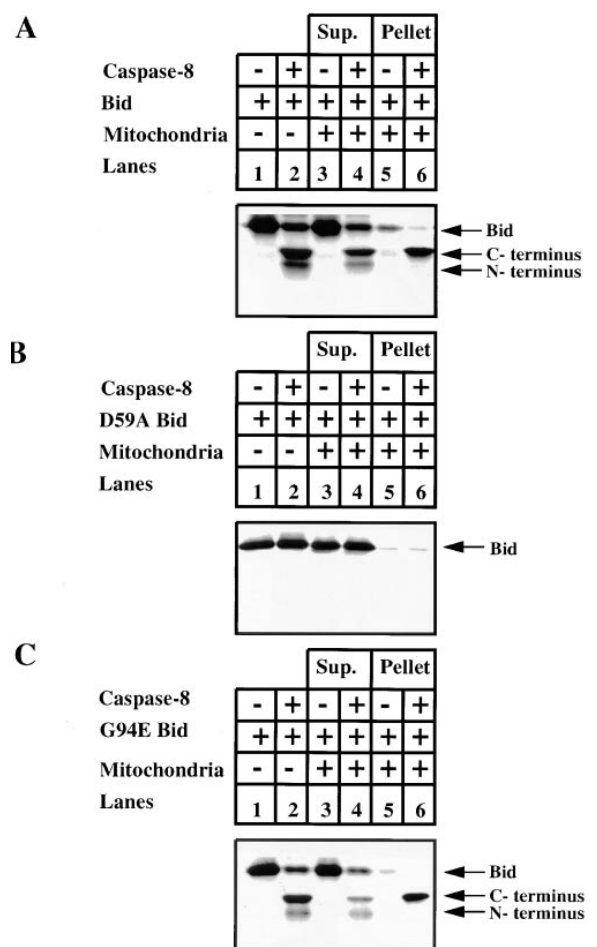 A
Sup. Pellet
Caspase-8 - + - + - +
Bid + + + + + +
Mitochondria - - + + + +
Lanes 1 2 3 4 5 6
Bid
C- terminus
N- terminus
B
Sup. Pellet
Caspase-8 - + - + - +
D59A Bid + + + + + +
Mitochondria - - + + + +
Lanes 1 2 3 4 5 6
Bid
C
Sup. Pellet
Caspase-8 - + - + - +
G94E Bid + + + + + +
Mitochondria - - + + + +
Lanes 1 2 3 4 5 6
Bid
C- terminus
N- terminus